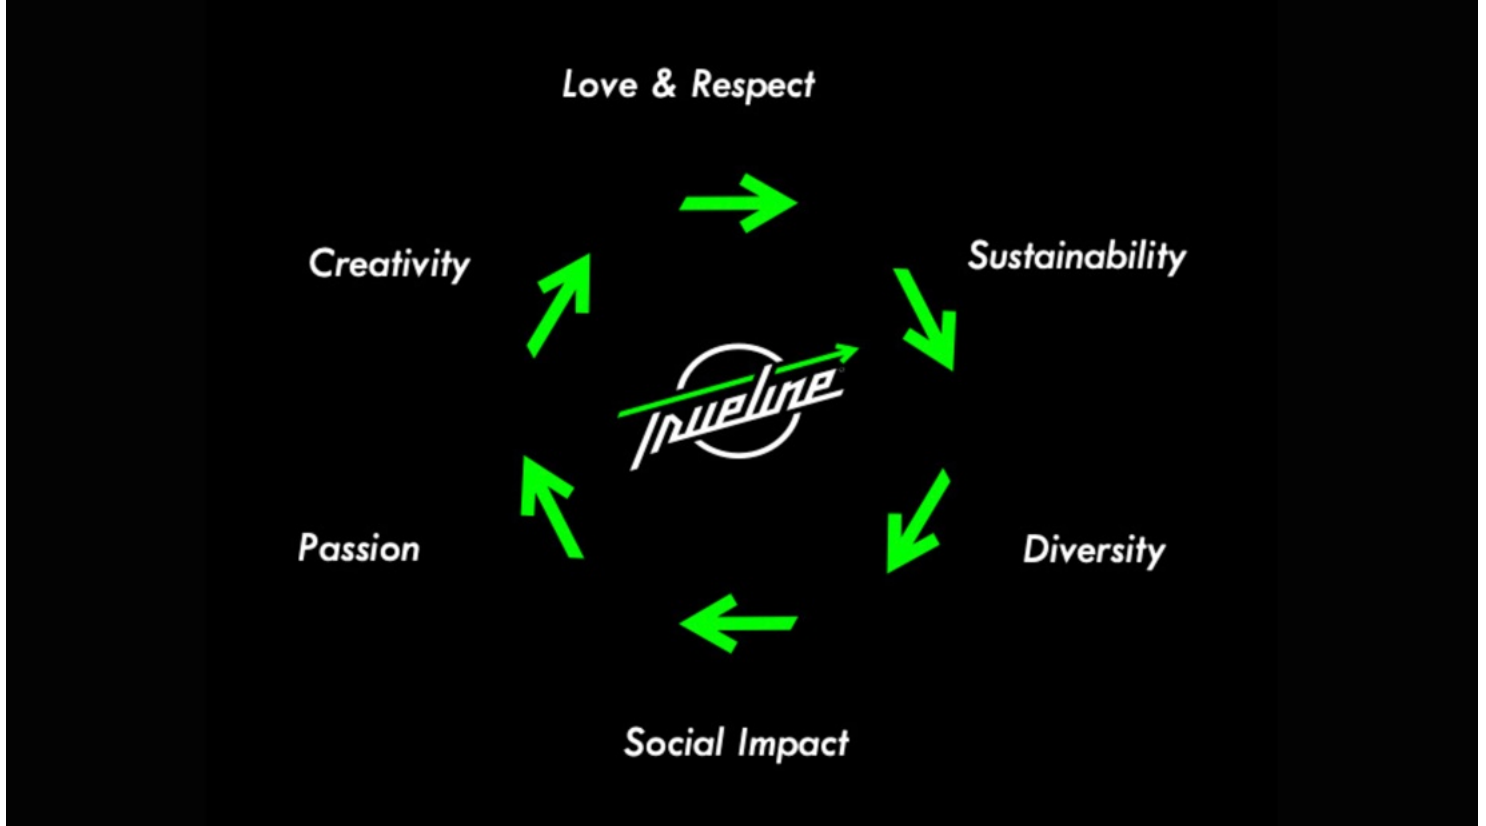 Love & Respect
Sustainability
Diversity
Social Impact
Passion
Creativity
Trueline